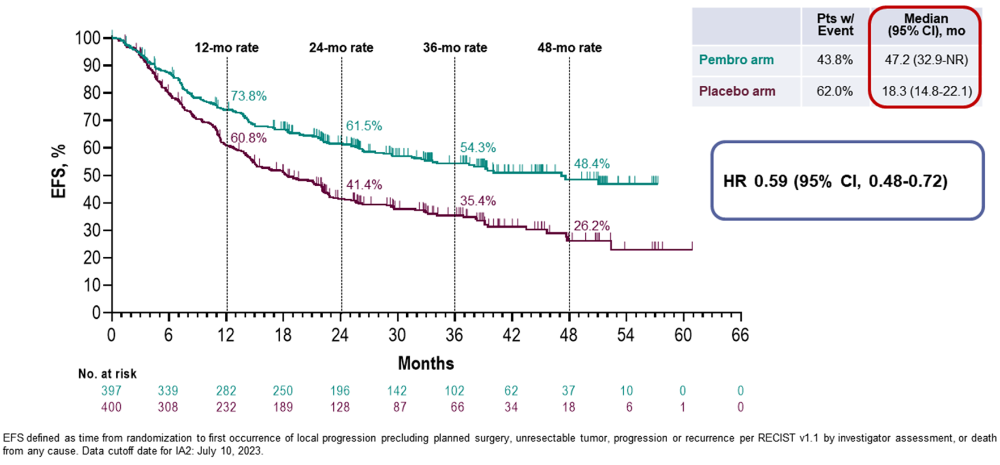 Pts w/ Event
Median (95% CI), mo
Pembro arm 43.8% 47.2 (32.9-NR)
Placebo arm 62.0% 18.3 (14.8-22.1)
HR 0.59 (95% CI, 0.48-0.72)
12-mo rate 24-mo rate 36-mo rate 48-mo rate
73.8% 61.5% 54.3% 48.4%
60.8% 41.4% 35.4% 26.2%
EFS, %
100
90
80
70
60
50
40
30
20
10
0
0 6 12 18 24 30 36 42 48 54 60 66
Months
No. at risk
397 339 282 250 196 142 102 62 37 10 0 0
400 308 232 189 128 87 66 34 18 6 1 0
EFS defined as time from randomization to first occurrence of local progression precluding planned surgery, unresectable tumor, progression or recurrence per RECIST v1.1 by investigator assessment, or death
from any cause. Data cutoff date for IA2: July 10, 2023.